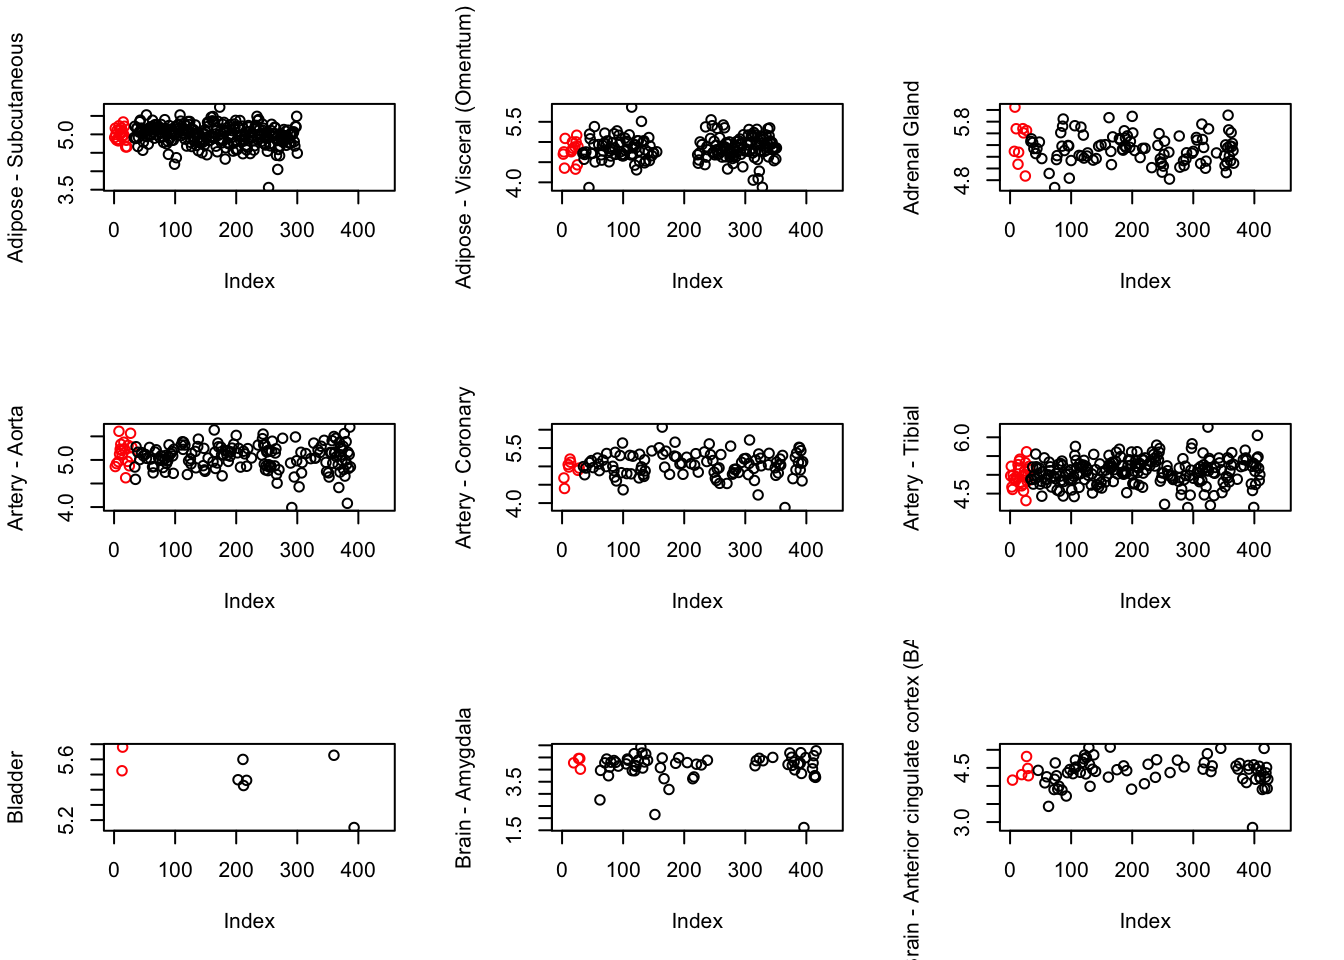 Adipose - Subcutaneous
5.0
3.5
0 100 200 300 400
Index
Adipose - Visceral (Omentum)
5.5
4.0
0 100 200 300 400
Index
Adrenal Gland
5.8
4.8
0 100 200 300 400
Index
Artery - Aorta
5.0
4.0
0 100 200 300 400
Index
Artery - Coronary
5.5
4.0
0 100 200 300 400
Index
Artery - Tibial
6.0
4.5
0 100 200 300 400
Index
Bladder
5.6
5.2
0 100 200 300 400
Index
Brain - Amygdala
3.5
1.5
0 100 200 300 400
Index
rain - Anterior cingulate cortex (BA
4.5
3.0
0 100 200 300 400
Index